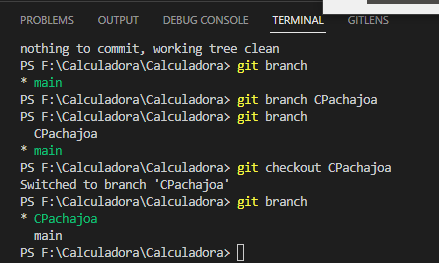 PROBLEMS OUTPUT DEBUG CONSOLE TERMINAL GITLENS
nothing to commit, working tree clean
PS F:\Calculadora\Calculadora> git branch
* main
PS F:\Calculadora\Calculadora> git branch CPachajoa
PS F:\Calculadora\Calculadora> git branch
  CPachajoa
* main
PS F:\Calculadora\Calculadora> git checkout CPachajoa
Switched to branch 'CPachajoa'
PS F:\Calculadora\Calculadora> git branch
* CPachajoa
  main
PS F:\Calculadora\Calculadora>